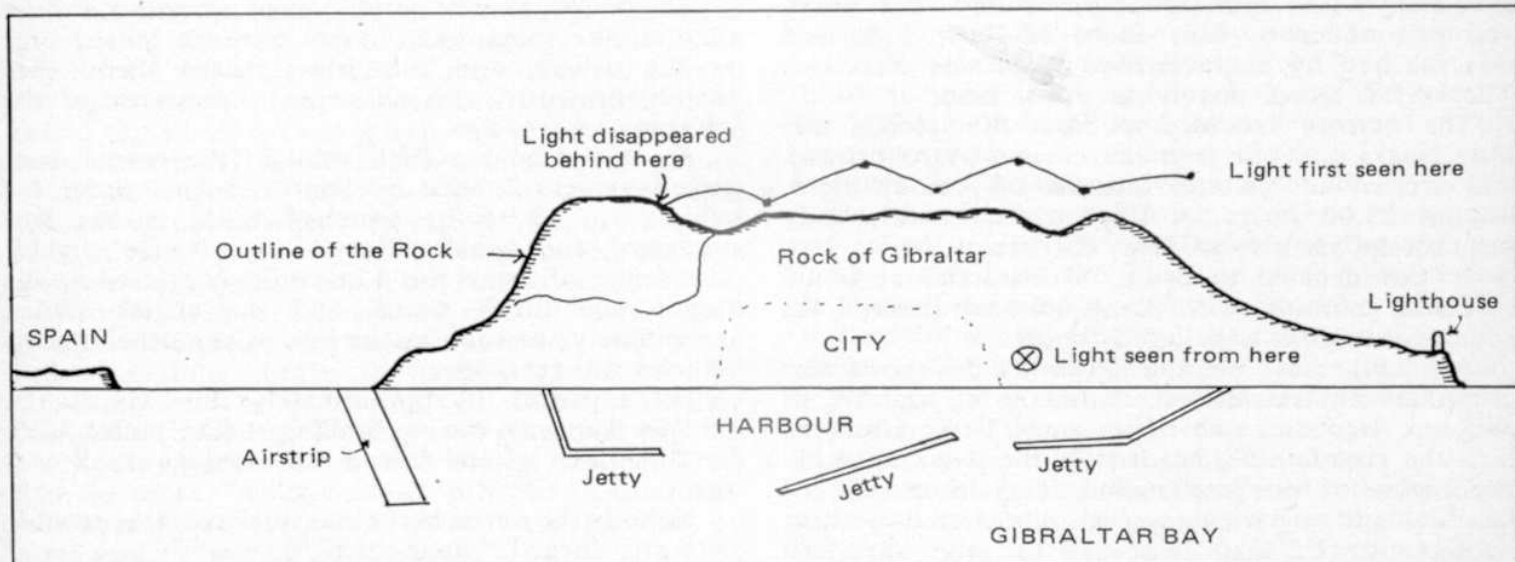 Light disappeared
behind here
Light first seen here
Outline of the Rock
Rock of Gibraltar
Lighthouse
SPAIN
CITY
Light seen from here
HARBOUR
Airstrip
Jetty
Jetty
Jetty
GIBRALTAR BAY